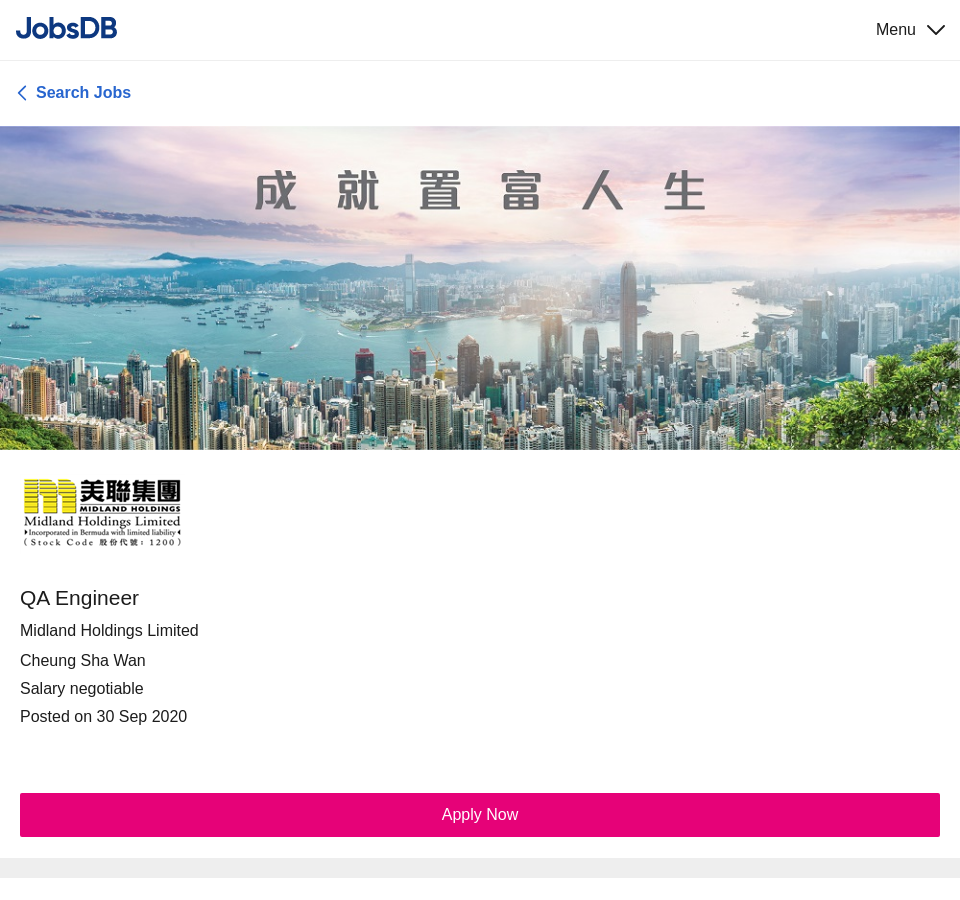 JobsDB
Menu
Search Jobs
成就置富人生
美聯集團
MIDLAND HOLDINGS
Midland Holdings Limited
Incorporated in Bermuda with limited liability
(Stock Code 股份代號: 1200)
QA Engineer
Midland Holdings Limited
Cheung Sha Wan
Salary negotiable
Posted on 30 Sep 2020
Apply Now